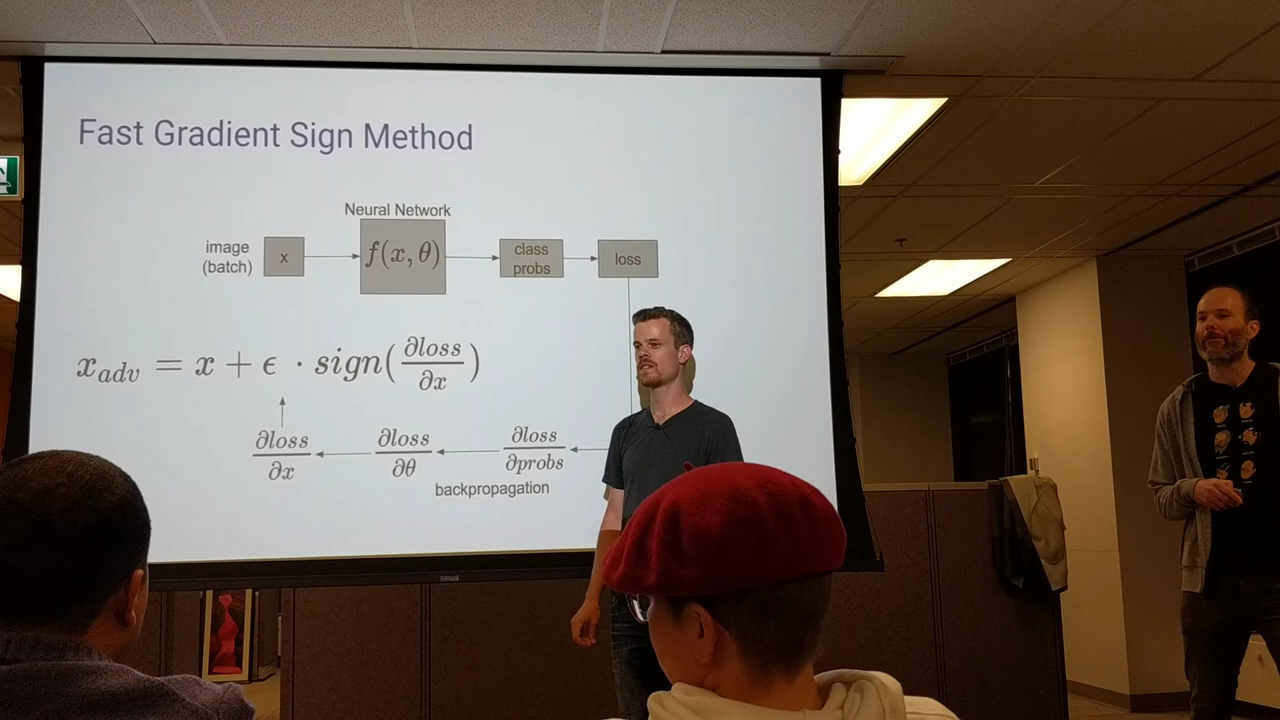 Fast Gradient Sign Method
Neural Network
image
(batch)
x
f(x, θ)
class
probs
loss
x_adv = x + ϵ · sign(∂loss/∂x)
∂loss/∂x
∂loss/∂θ
∂loss/∂probs
backpropagation